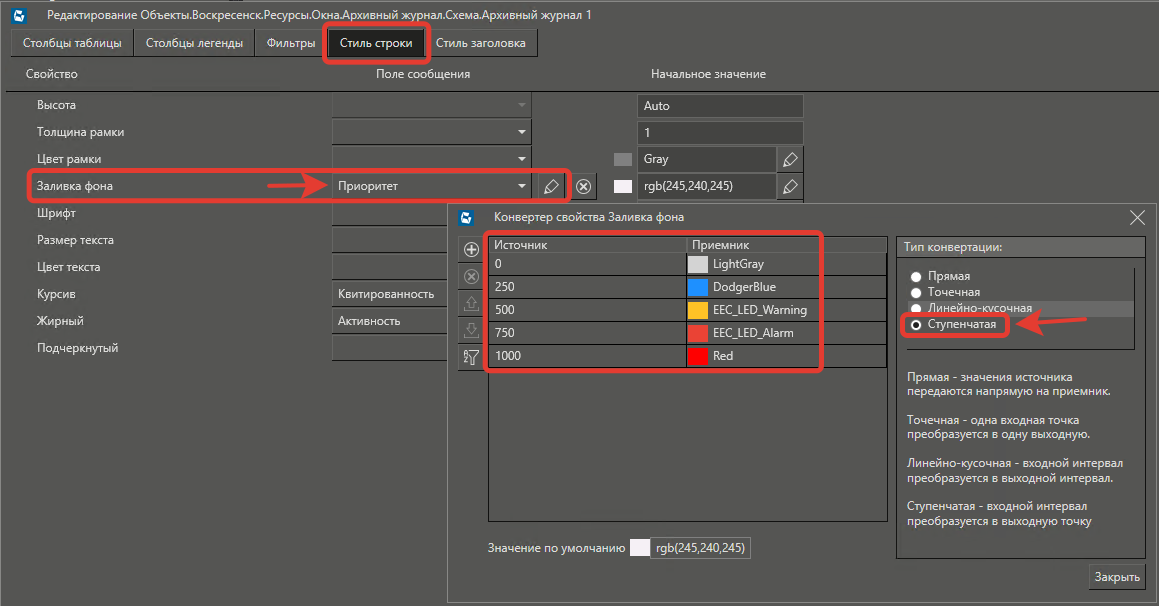 Редактирование Объекты.Воскресенск.Ресурсы.Окна.Архивный журнал.Схема.Архивный журнал 1
Столбцы таблицы Столбцы легенды Фильтры Стиль строки Стиль заголовка
Свойство Поле сообщения Начальное значение
Высота Auto
Толщина рамки 1
Цвет рамки Gray
Заливка фона Приоритет rgb(245,240,245)
Шрифт
Размер текста
Цвет текста
Курсив Квитированность
Жирный Активность
Подчеркнутый
Конвертер свойства Заливка фона
Источник Приемник
0 LightGray
250 DodgerBlue
500 EEC_LED_Warning
750 EEC_LED_Alarm
1000 Red
Значение по умолчанию rgb(245,240,245)
Тип конвертации:
Прямая
Точечная
Линейно-кусочная
Ступенчатая
Прямая - значения источника
передаются напрямую на приемник.
Точечная - одна входная точка
преобразуется в одну выходную.
Линейно-кусочная - входной интервал
преобразуется в выходной интервал.
Ступенчатая - входной интервал
преобразуется в выходную точку
Закрыть